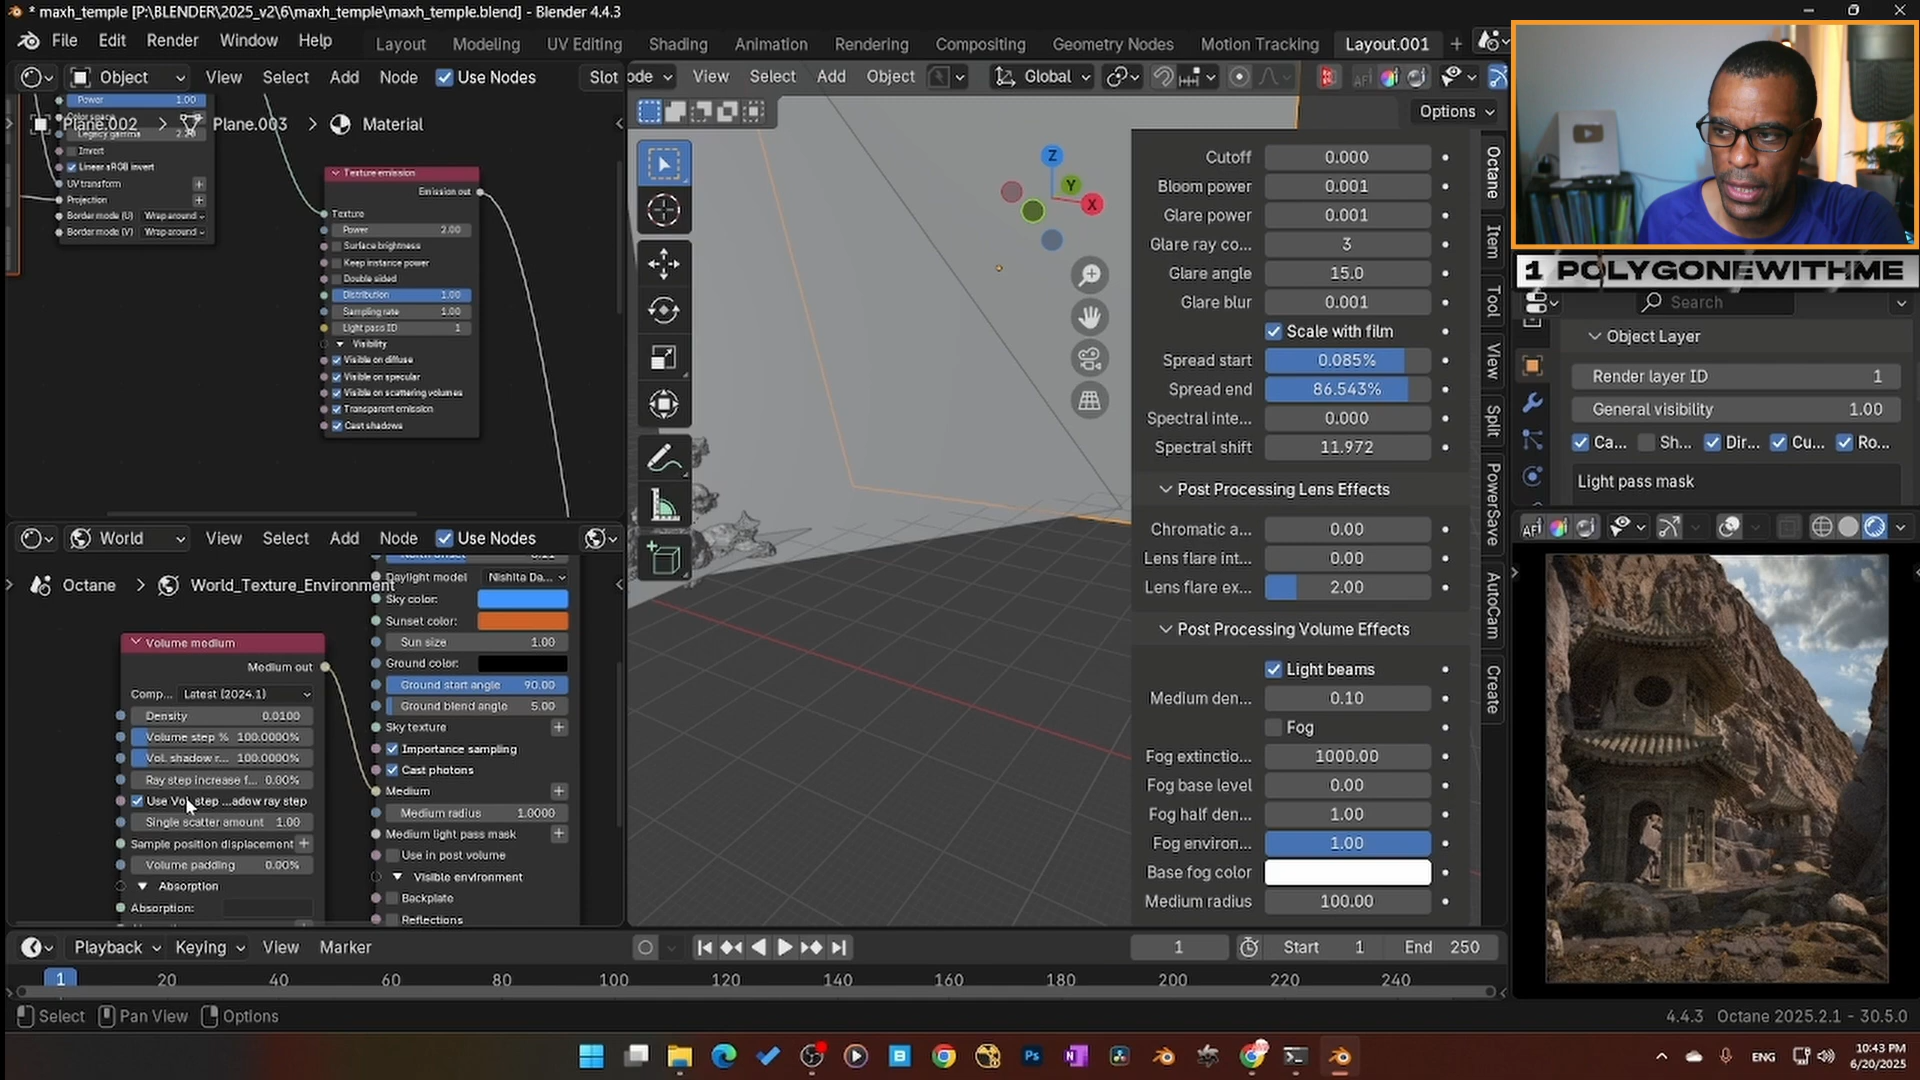 * maxh_temple [P:\BLENDER\2025_v2\6\maxh_temple\maxh_temple.blend] - Blender 4.4.3
File Edit Render Window Help
Layout Modeling UV Editing Shading Animation Rendering Compositing Geometry Nodes Motion Tracking Layout.001
Object View Select Add Node Use Nodes Slot
View Select Add Object Global
Options
Plane.002 > Plane.003 > Material
Power 1.00
Invert
Linear sRGB invert
UV transform
Projection
Border mode (U) Wrap around
Border mode (V) Wrap around
Texture emission
Emission out
Texture
Power 2.00
Surface brightness
Keep instance power
Double sided
Distribution 1.00
Sampling rate 1.00
Light pass ID 1
Visibility
Visible on diffuse
Visible on specular
Visible on scattering volumes
Transparent emission
Cast shadows
Z
Y
X
Cutoff 0.000
Bloom power 0.001
Glare power 0.001
Glare ray co... 3
Glare angle 15.0
Glare blur 0.001
Scale with film
Spread start 0.085%
Spread end 86.543%
Spectral inte... 0.000
Spectral shift 11.972
Post Processing Lens Effects
Chromatic a... 0.00
Lens flare int... 0.00
Lens flare ex... 2.00
Post Processing Volume Effects
Light beams
Medium den... 0.10
Fog
Fog extinctio... 1000.00
Fog base level 0.00
Fog half den... 1.00
Fog environ... 1.00
Base fog color
Medium radius 100.00
Octane
Item
Tool
View
Split
PowerSave
AutoCam
Create
1 POLYGONEWITHME
Search
Object Layer
Render layer ID 1
General visibility 1.00
Ca... Sh... Dir... Cu... Ro...
Light pass mask
World View Select Add Node Use Nodes
Octane > World_Texture_Environment
Volume medium
Medium out
Comp... Latest (2024.1)
Density 0.0100
Volume step % 100.0000%
Vol. shadow r... 100.0000%
Ray step increase f... 0.00%
Use Vol. step ...adow ray step
Single scatter amount 1.00
Sample position displacement
Volume padding 0.00%
Absorption
Absorption:
Daylight model Nishita Da...
Sky color:
Sunset color:
Sun size 1.00
Ground color:
Ground start angle 90.00
Ground blend angle 5.00
Sky texture
Importance sampling
Cast photons
Medium
Medium radius 1.0000
Medium light pass mask
Use in post volume
Visible environment
Backplate
Reflections
Playback Keying View Marker
1 Start 1 End 250
1 20 40 60 80 100 120 140 160 180 200 220 240
Select Pan View Options
4.4.3 Octane 2025.2.1 - 30.5.0
Ps
ENG
10:43 PM
6/20/2025